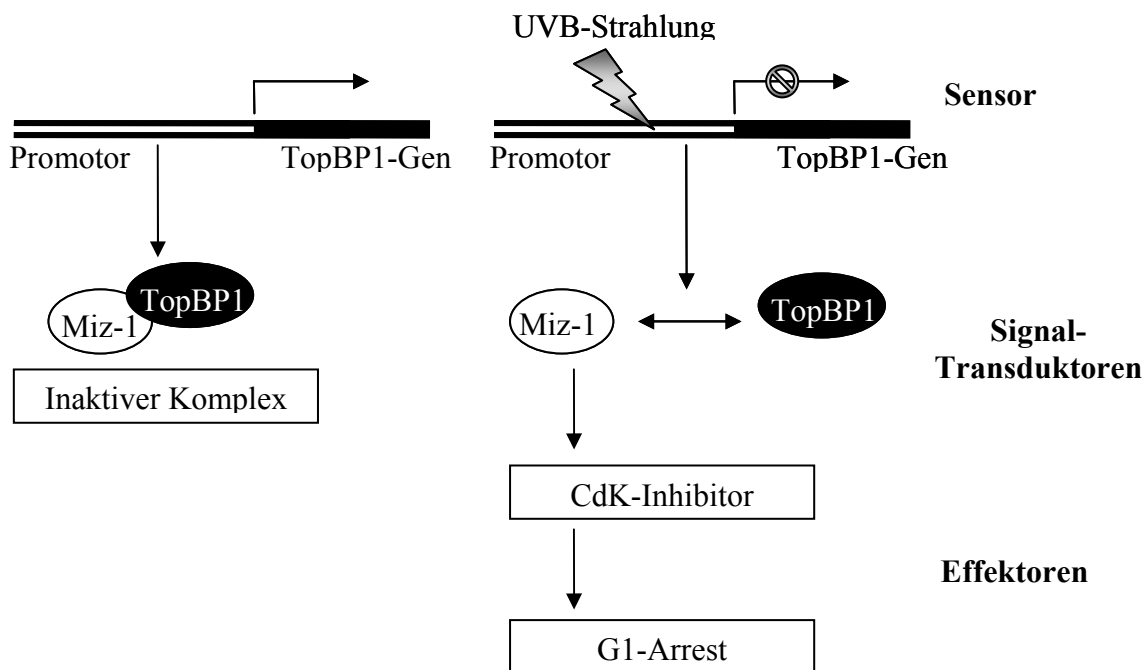 UVB-Strahlung
Sensor
Promotor TopBP1-Gen
Promotor TopBP1-Gen
TopBP1
Miz-1
Inaktiver Komplex
Miz-1
TopBP1
Signal-
Transduktoren
CdK-Inhibitor
Effektoren
G1-Arrest